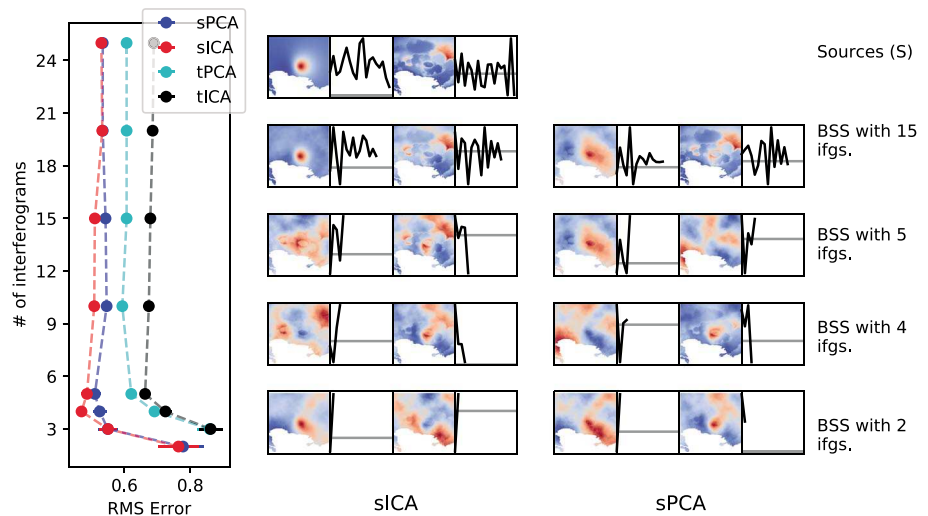 sPCA
sICA
tPCA
tICA
24
21
18
15
12
9
6
3
# of interferograms
0.6
0.8
RMS Error
Sources (S)
BSS with 15
ifgs.
BSS with 5
ifgs.
BSS with 4
ifgs.
BSS with 2
ifgs.
sICA
sPCA